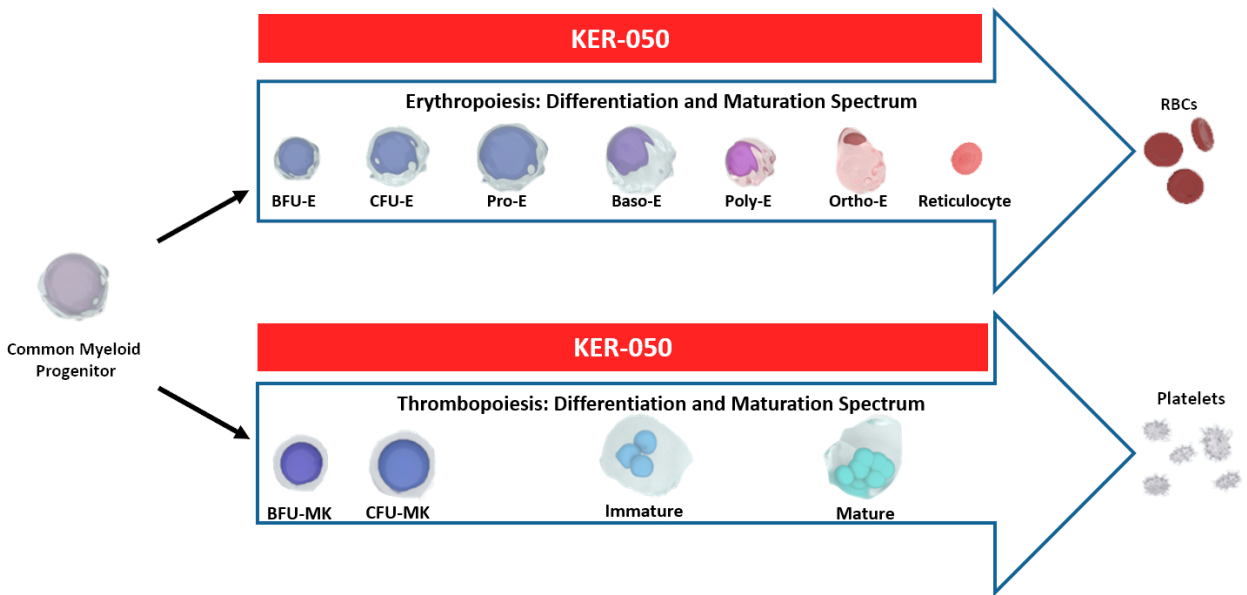 KER-050
Erythropoiesis: Differentiation and Maturation Spectrum
BFU-E CFU-E Pro-E Baso-E Poly-E Ortho-E Reticulocyte
RBCs
Common Myeloid
Progenitor
KER-050
Thrombopoiesis: Differentiation and Maturation Spectrum
BFU-MK CFU-MK Immature Mature
Platelets